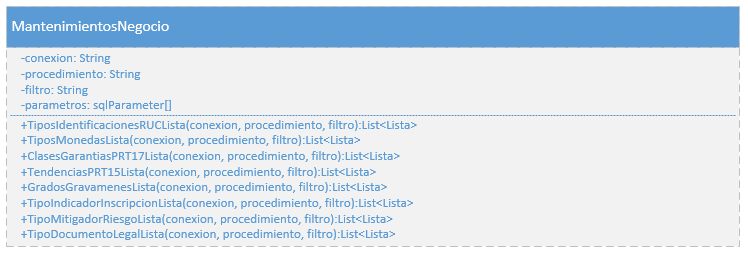 MantenimientosNegocio
-conexion: String
-procedimiento: String
-filtro: String
-parametros: sqlParameter[]
+TiposIdentificacionesRUCLista(conexion, procedimiento, filtro):List<Lista>
+TiposMonedasLista(conexion, procedimiento, filtro):List<Lista>
+ClasesGarantiasPRT17Lista(conexion, procedimiento, filtro):List<Lista>
+TendenciasPRT15Lista(conexion, procedimiento, filtro):List<Lista>
+GradosGravamenesLista(conexion, procedimiento, filtro):List<Lista>
+TipoIndicadorInscripcionLista(conexion, procedimiento, filtro):List<Lista>
+TipoMitigadorRiesgoLista(conexion, procedimiento, filtro):List<Lista>
+TipoDocumentoLegalLista(conexion, procedimiento, filtro):List<Lista>